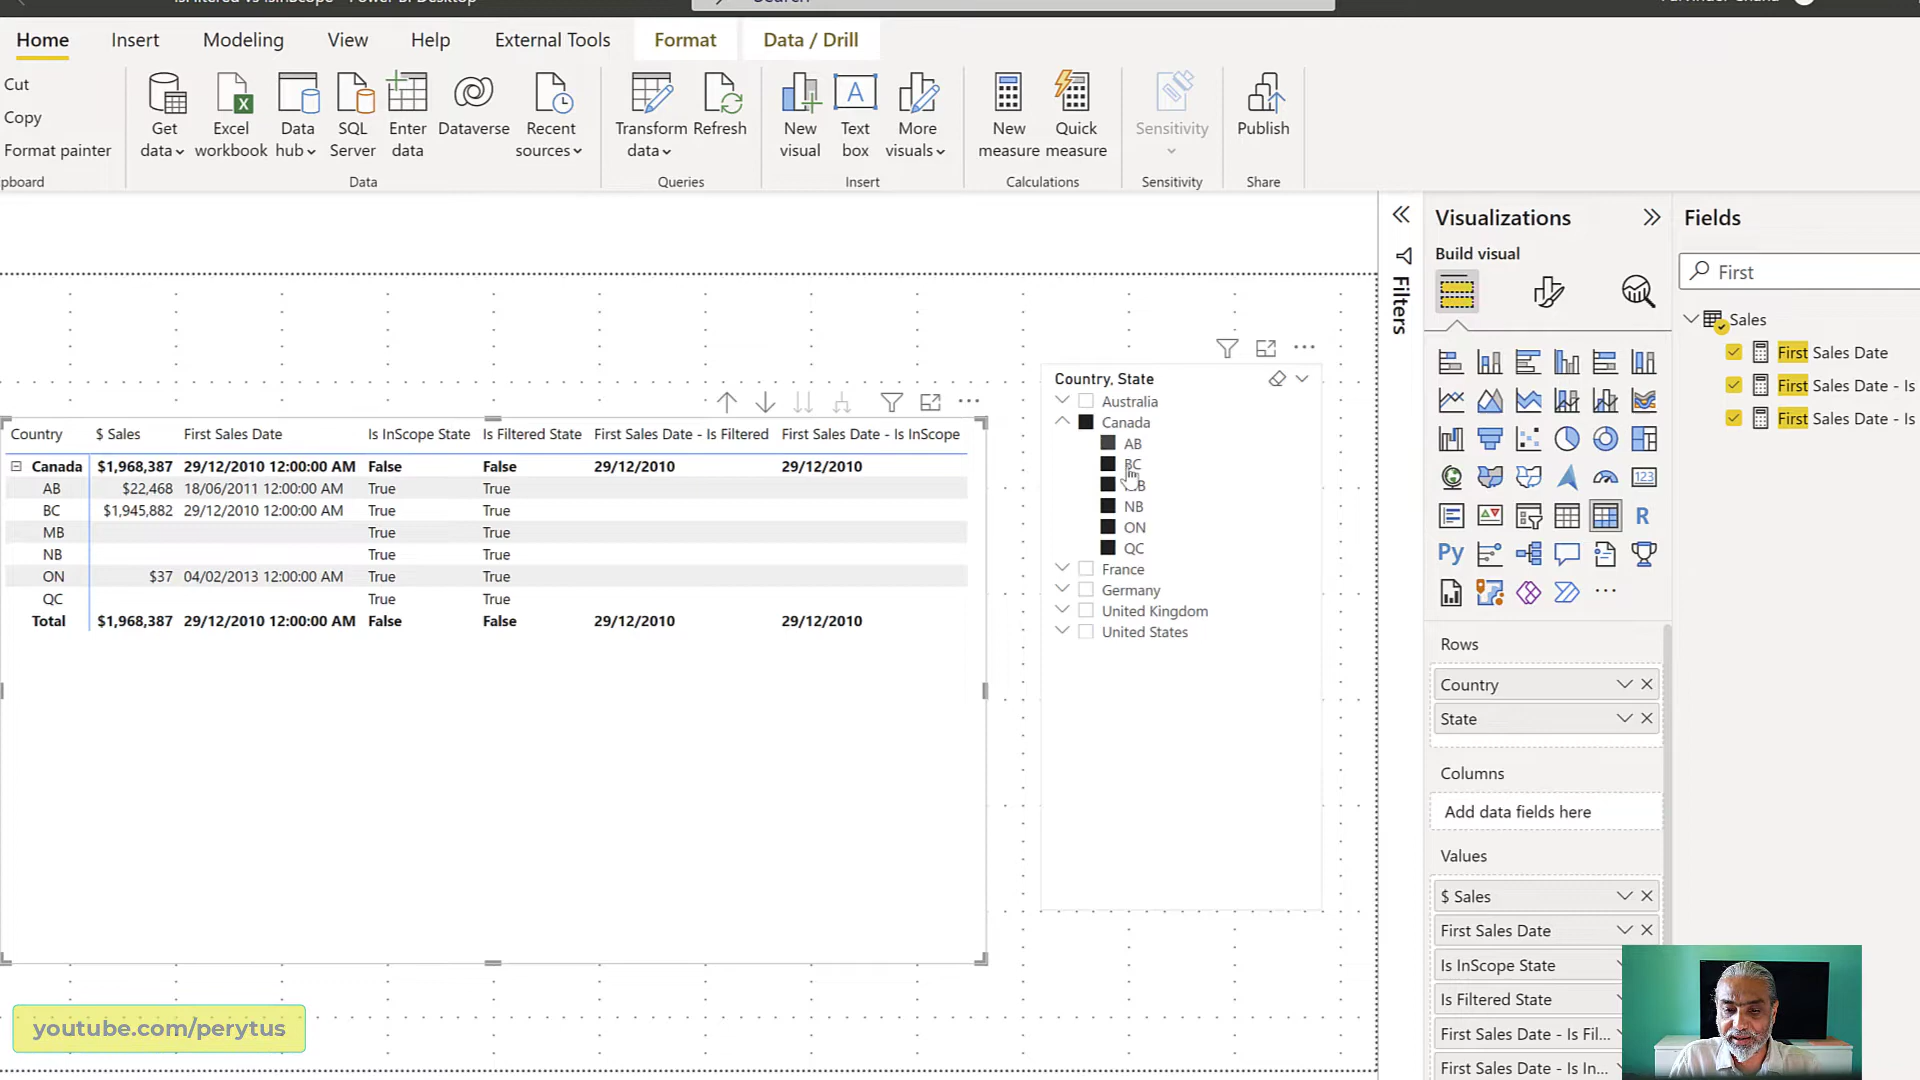 IsFiltered vs IsInScope - Power BI Desktop
Search
Home Insert Modeling View Help External Tools Format Data / Drill
Cut
Copy
Format painter
Get data
Excel workbook
Data hub
SQL Server
Enter data
Dataverse
Recent sources
Transform data
Refresh
New visual
Text box
More visuals
New measure
Quick measure
Sensitivity
Publish
pboard
Data
Queries
Insert
Calculations
Sensitivity
Share
Country $ Sales First Sales Date Is InScope State Is Filtered State First Sales Date - Is Filtered First Sales Date - Is InScope
Canada $1,968,387 29/12/2010 12:00:00 AM False False 29/12/2010 29/12/2010
AB $22,468 18/06/2011 12:00:00 AM True True
BC $1,945,882 29/12/2010 12:00:00 AM True True
MB True True
NB True True
ON $37 04/02/2013 12:00:00 AM True True
QC True True
Total $1,968,387 29/12/2010 12:00:00 AM False False 29/12/2010 29/12/2010
Country, State
Australia
Canada
AB
BC
NB
ON
QC
France
Germany
United Kingdom
United States
Filters
Visualizations
Build visual
R
Py
123
Rows
Country
State
Columns
Add data fields here
Values
$ Sales
First Sales Date
Is InScope State
Is Filtered State
First Sales Date - Is Fil...
First Sales Date - Is In...
Fields
First
Sales
First Sales Date
First Sales Date - Is
First Sales Date - Is
youtube.com/perytus